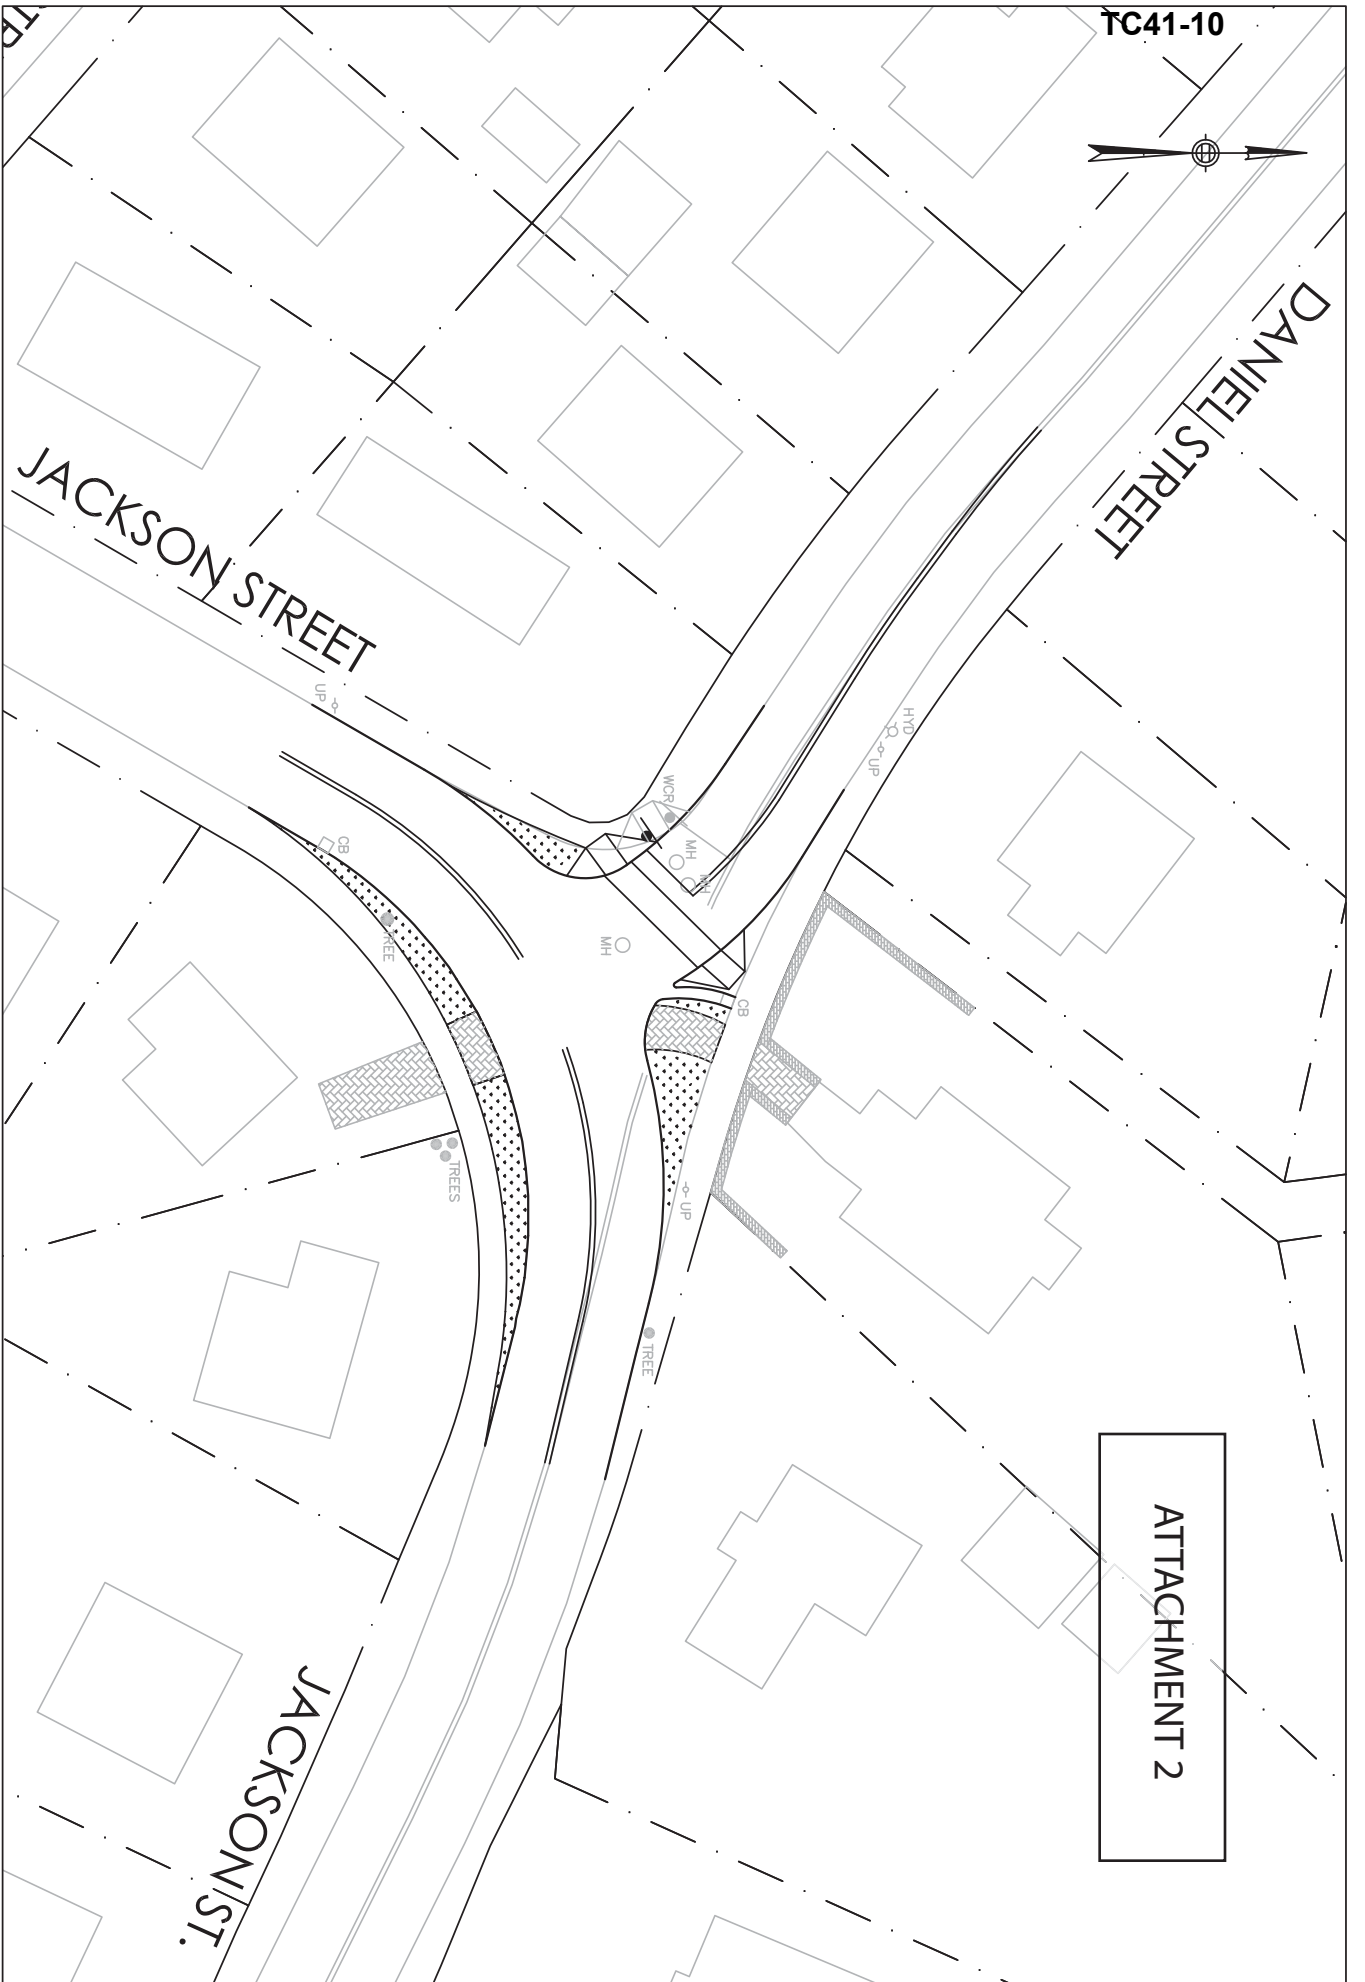 TC41-10
DANIEL STREET
JACKSON STREET
UP
HYD
UP
WCR
MH
MH
CB
TREE
MH
CB
TREES
UP
TREE
ATTACHMENT 2
JACKSON ST.